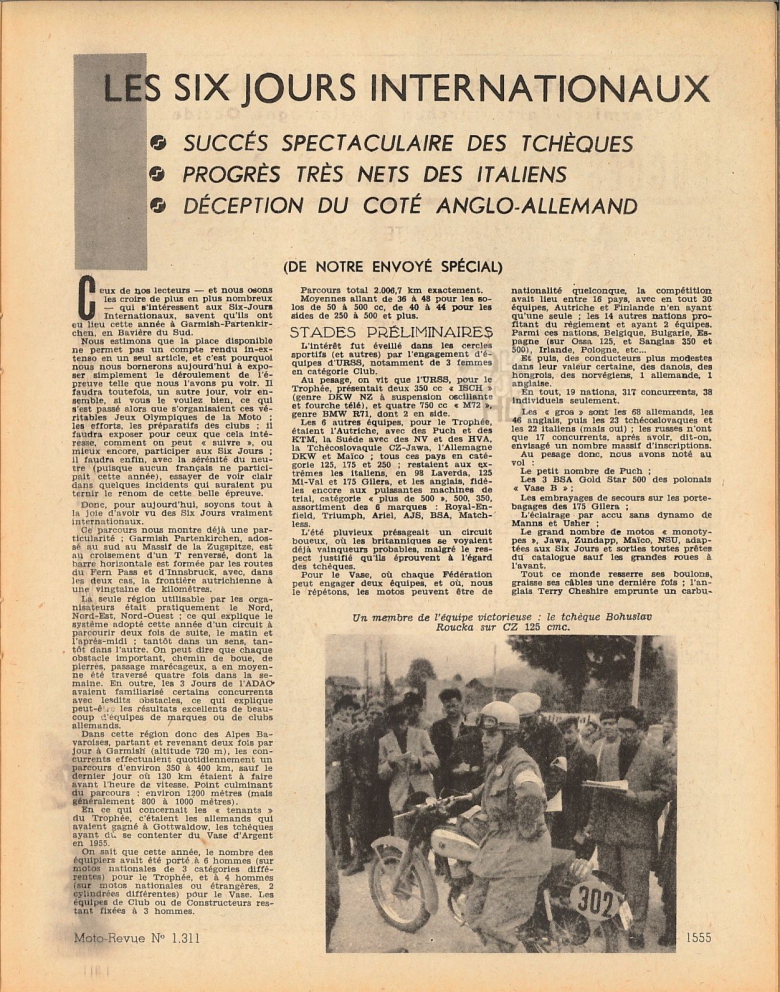 LES SIX JOURS INTERNATIONAUX
SUCCÉS SPECTACULAIRE DES TCHÈQUES
PROGRÈS TRÈS NETS DES ITALIENS
DÉCEPTION DU COTÉ ANGLO-ALLEMAND
(DE NOTRE ENVOYÉ SPÉCIAL)
Ceux de nos lecteurs — et nous osons
les croire de plus en plus nombreux
— qui s'intéressent aux Six-Jours
Internationaux, savent qu'ils ont
eu lieu cette année à Garmish-Partenkir-
chen, en Bavière du Sud.
Nous estimons que la place disponible
ne permet pas un compte rendu in-ex-
tenso en un seul article, et c'est pourquoi
nous nous bornerons aujourd'hui à expo-
ser simplement le déroulement de l'é-
preuve telle que nous l'avons pu voir. Il
faudra toutefois, un autre jour, voir en-
semble, si vous le voulez bien, ce qui
s'est passé alors que s'organisaient ces vé-
ritables Jeux Olympiques de la Moto ;
les efforts, les préparatifs des clubs ; il
faudra exposer pour ceux que cela inté-
resse, comment on peut « suivre », ou
mieux encore, participer aux Six Jours ;
il faudra enfin, avec la sérénité du neu-
tre (puisque aucun français ne partici-
pait cette année), essayer de voir clair
dans quelques incidents qui auraient pu
ternir le renom de cette belle épreuve.
Donc, pour aujourd'hui, soyons tout à
la joie d'avoir vu des Six Jours vraiment
internationaux.
Ce parcours nous montre déjà une par-
ticularité : Garmish Partenkirchen, ados-
sé au sud au Massif de la Zugspitze, est
au croisement d'un T renversé, dont la
barre horizontale est formée par les routes
du Fern Pass et d'Innsbruck, avec, dans
les deux cas, la frontière autrichienne à
une vingtaine de kilomètres.
La seule région utilisable par les orga-
nisateurs était pratiquement le Nord,
Nord-Est, Nord-Ouest ; ce qui explique le
système adopté cette année d'un circuit à
parcourir deux fois de suite, le matin et
l'après-midi ; tantôt dans un sens, tan-
tôt dans l'autre. On peut dire que chaque
obstacle important, chemin de boue, de
pierres, passage marécageux, a en moyen-
ne été traversé quatre fois dans la se-
maine. En outre, les 3 Jours de l'ADAC
avaient familiarisé certains concurrents
avec lesdits obstacles, ce qui explique
peut-ê... les résultats excellents de beau-
coup d'équipes de marques ou de clubs
allemands.
Dans cette région donc des Alpes Ba-
varoises, partant et revenant deux fois par
jour à Garmish (altitude 720 m), les con-
currents effectuaient quotidiennement un
parcours d'environ 350 à 400 km, sauf le
dernier jour où 130 km étaient à faire
avant l'heure de vitesse. Point culminant
du parcours : environ 1200 mètres (mais
généralement 800 à 1000 mètres).
En ce qui concernait les « tenants »
du Trophée, c'étaient les allemands qui
avaient gagné à Gottwaldow, les tchèques
ayant dû se contenter du Vase d'Argent
en 1955.
On sait que cette année, le nombre des
équipiers avait été porté à 6 hommes (sur
motos nationales de 3 catégories diffé-
rentes) pour le Trophée, et à 4 hommes
(sur motos nationales ou étrangères, 2
cylindrées différentes) pour le Vase. Les
équipes de Club ou de Constructeurs res-
tant fixées à 3 hommes.
Parcours total 2.006,7 km exactement.
Moyennes allant de 36 à 48 pour les so-
los de 50 à 500 cc, de 40 à 44 pour les
sides de 250 à 500 et plus.
STADES PRÉLIMINAIRES
L'intérêt fut éveillé dans les cercles
sportifs (et autres) par l'engagement d'é-
quipes d'URSS, notamment de 3 femmes
en catégorie Club.
Au pesage, on vit que l'URSS, pour le
Trophée, présentait deux 350 cc « ISCH »
(genre DKW NZ à suspension oscillante
et fourche télé), et quatre 750 cc « M72 »,
genre BMW R71, dont 2 en side.
Les 6 autres équipes, pour le Trophée,
étaient l'Autriche, avec des Puch et des
KTM, la Suède avec des NV et des HVA,
la Tchécoslovaquie CZ-Jawa, l'Allemagne
DKW et Maïco ; tous ces pays en caté-
gorie 125, 175 et 250 ; restaient aux ex-
trêmes les italiens, en 98 Laverda, 125
Mi-Val et 175 Gilera, et les anglais, fidè-
les encore aux puissantes machines de
trial, catégorie « plus de 500 », 500, 350,
assortiment des 6 marques : Royal-En-
field, Triumph, Ariel, AJS, BSA, Match-
less.
L'été pluvieux présageait un circuit
boueux, où les britanniques se voyaient
déjà vainqueurs probables, malgré le res-
pect justifié qu'ils éprouvent à l'égard
des tchèques.
Pour le Vase, où chaque Fédération
peut engager deux équipes, et où, nous
le répétons, les motos peuvent être de
nationalité quelconque, la compétition
avait lieu entre 16 pays, avec en tout 30
équipes, Autriche et Finlande n'en ayant
qu'une seule : les 14 autres nations pro-
fitant du règlement et ayant 2 équipes.
Parmi ces nations, Belgique, Bulgarie, Es-
pagne (sur Ossa 125, et Sanglas 350 et
500), Irlande, Pologne, etc...
Et puis, des conducteurs plus modestes
dans leur valeur certaine, des danois, des
hongrois, des norvégiens, 1 allemande, 1
anglaise.
En tout, 19 nations, 317 concurrents, 38
individuels seulement.
Les « gros » sont les 68 allemands, les
46 anglais, puis les 23 tchécoslovaques et
les 22 italiens (mais oui) ; les russes n'ont
que 17 concurrents, après avoir, dit-on,
envisagé un nombre massif d'inscriptions.
Au pesage donc, nous avons noté au
vol :
Le petit nombre de Puch ;
Les 3 BSA Gold Star 500 des polonais
« Vase B » ;
Les embrayages de secours sur les porte-
bagages des 175 Gilera ;
L'éclairage par accu sans dynamo de
Manns et Usher ;
Le grand nombre de motos « monoty-
pes », Jawa, Zundapp, Maïco, NSU, adap-
tées aux Six Jours et sorties toutes prêtes
du catalogue sauf les grandes roues à
l'avant.
Tout ce monde resserre ses boulons,
graisse ses câbles une dernière fois ; l'an-
glais Terry Cheshire emprunte un carbu-
Un membre de l'équipe victorieuse : le tchèque Bohuslav
Roucka sur CZ 125 cmc.
302
Moto-Revue Nº 1.311
1555